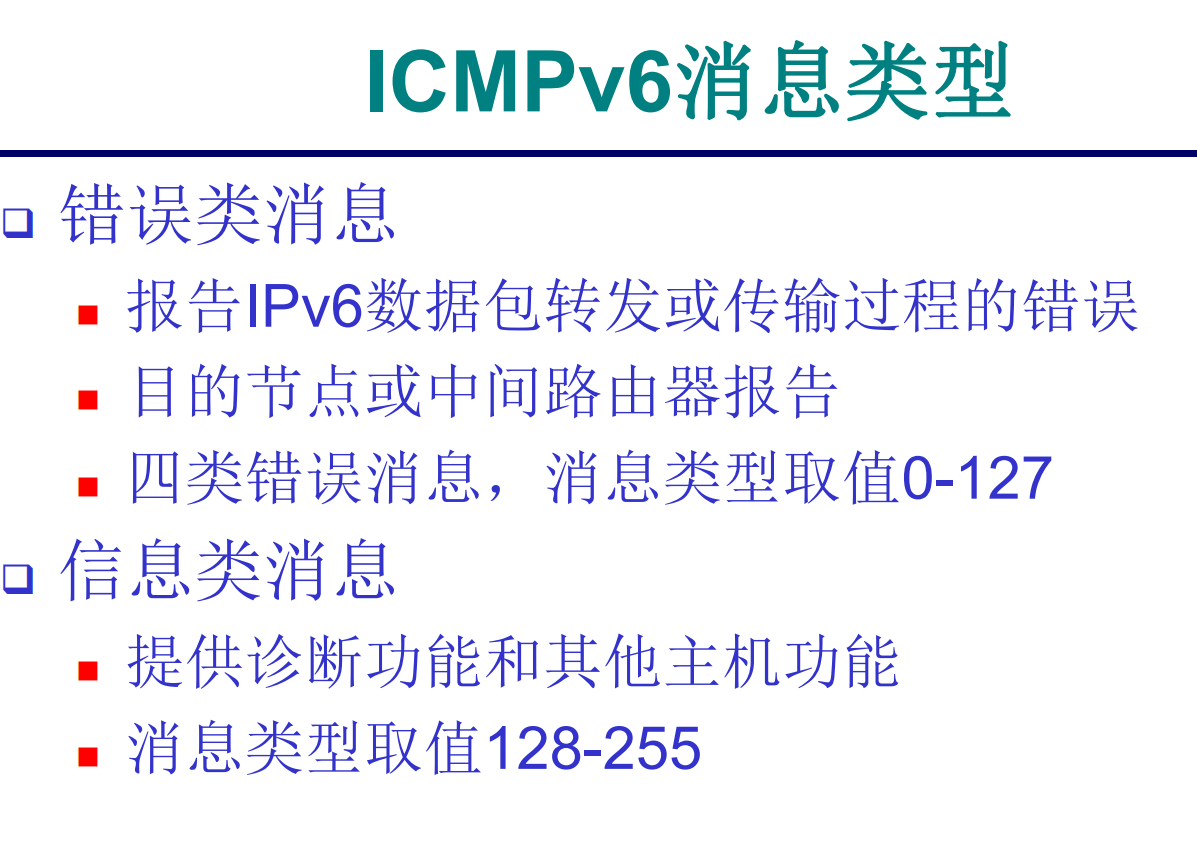 ICMPv6消息类型
错误类消息
报告IPv6数据包转发或传输过程的错误
目的节点或中间路由器报告
四类错误消息，消息类型取值0-127
信息类消息
提供诊断功能和其他主机功能
消息类型取值128-255